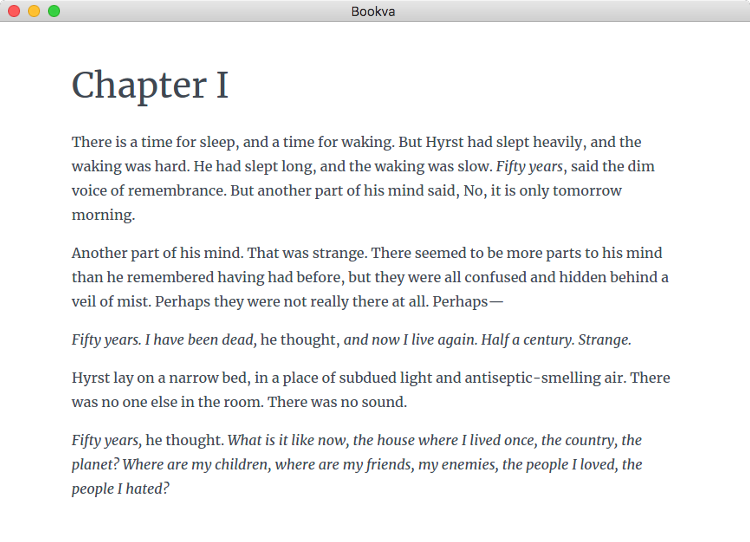 Bookva
Chapter I
There is a time for sleep, and a time for waking. But Hyrst had slept heavily, and the
waking was hard. He had slept long, and the waking was slow. Fifty years, said the dim
voice of remembrance. But another part of his mind said, No, it is only tomorrow
morning.
Another part of his mind. That was strange. There seemed to be more parts to his mind
than he remembered having had before, but they were all confused and hidden behind a
veil of mist. Perhaps they were not really there at all. Perhaps—
Fifty years. I have been dead, he thought, and now I live again. Half a century. Strange.
Hyrst lay on a narrow bed, in a place of subdued light and antiseptic-smelling air. There
was no one else in the room. There was no sound.
Fifty years, he thought. What is it like now, the house where I lived once, the country, the
planet? Where are my children, where are my friends, my enemies, the people I loved, the
people I hated?